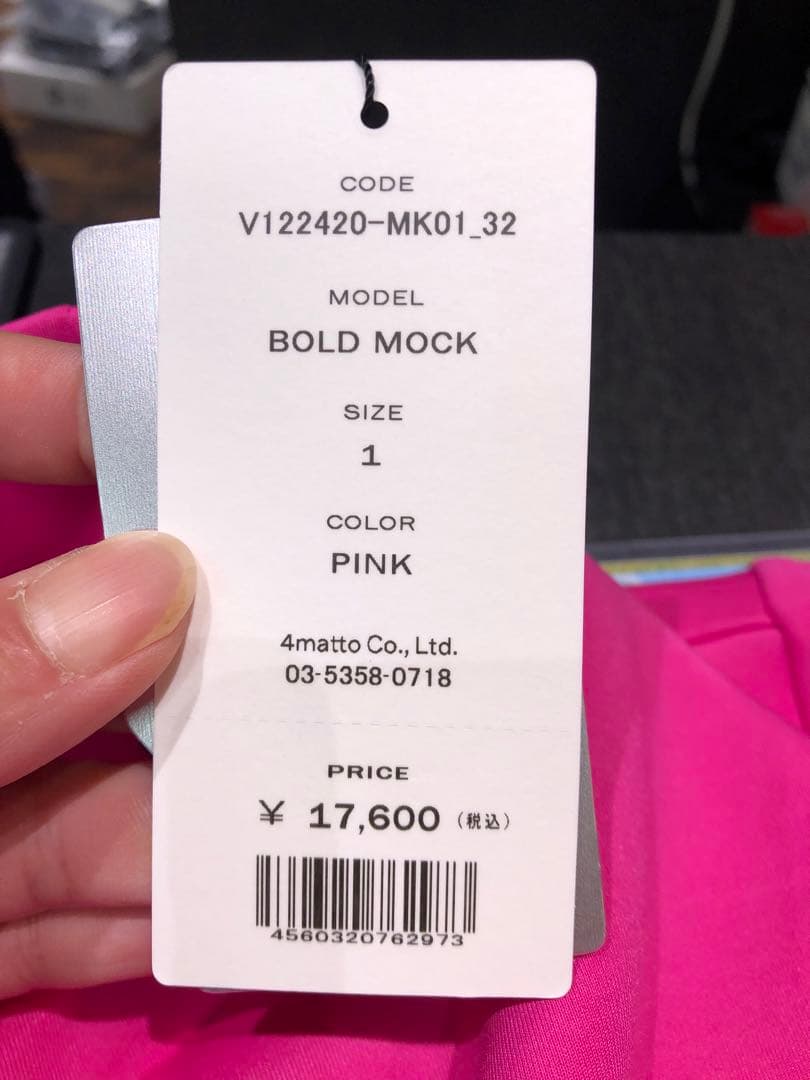 CODE
V122420-MK01_32
MODEL
BOLD MOCK
SIZE
1
COLOR
PINK
4matto Co., Ltd.
03-5358-0718
PRICE
¥ 17,600 (税込)
4560320762973